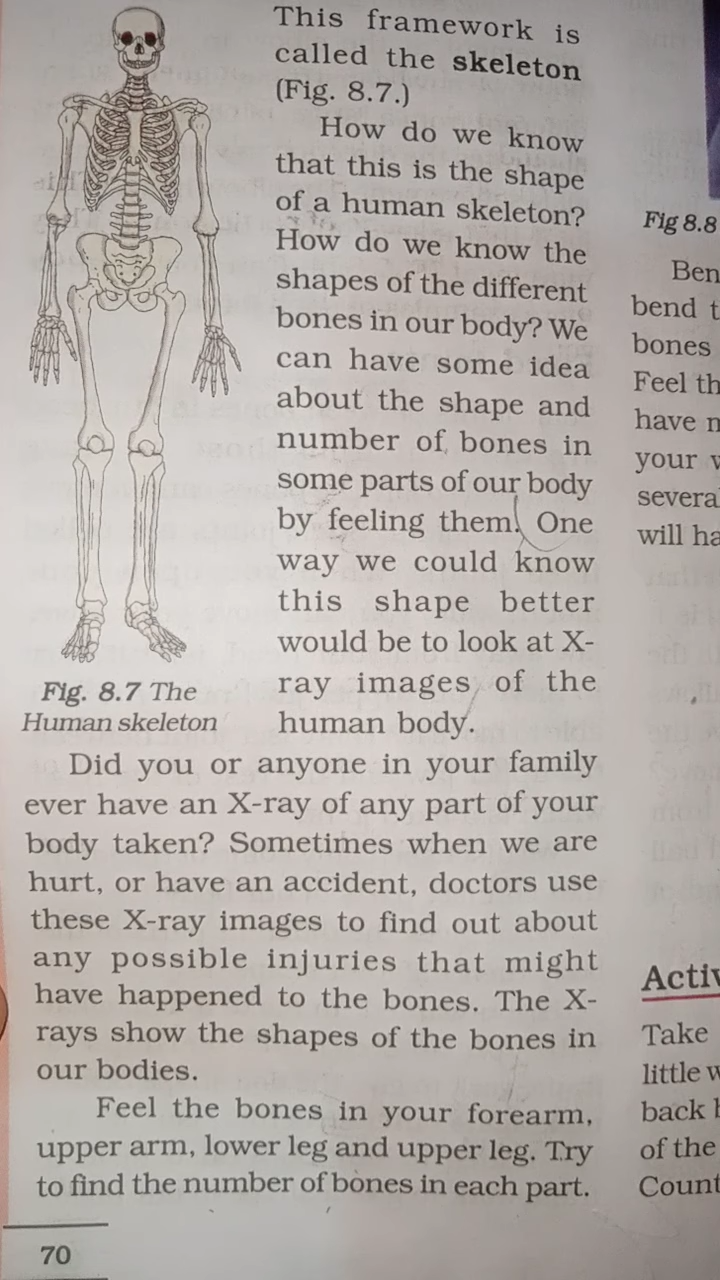 This framework is
called the skeleton
(Fig. 8.7.)
How do we know
that this is the shape
of a human skeleton?
How do we know the
shapes of the different
bones in our body? We
can have some idea
about the shape and
number of bones in
some parts of our body
by feeling them. One
way we could know
this shape better
would be to look at X-
ray images of the
human body.
Fig. 8.7 The
Human skeleton
Did you or anyone in your family
ever have an X-ray of any part of your
body taken? Sometimes when we are
hurt, or have an accident, doctors use
these X-ray images to find out about
any possible injuries that might
have happened to the bones. The X-
rays show the shapes of the bones in
our bodies.
Feel the bones in your forearm,
upper arm, lower leg and upper leg. Try
to find the number of bones in each part.
70
Fig 8.8
Ben
bend t
bones
Feel th
have
your
severa
will ha
Activ
Take
little w
back
of the
Count